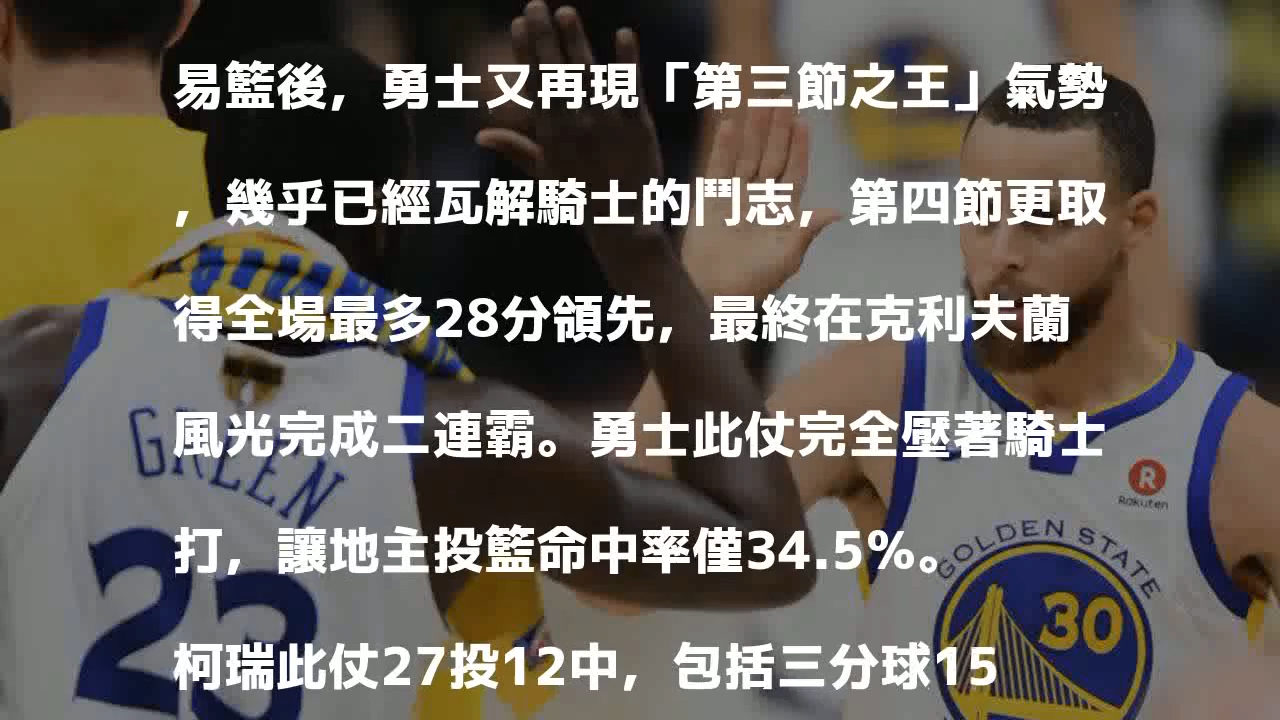 易籃後，勇士又再現「第三節之王」氣勢
，幾乎已經瓦解騎士的鬥志，第四節更取
得全場最多28分領先，最終在克利夫蘭
風光完成二連霸。勇士此仗完全壓著騎士
打，讓地主投籃命中率僅34.5%。
柯瑞此仗27投12中，包括三分球15
GREEN
23
R
Rakuten
GOLDEN STATE
30